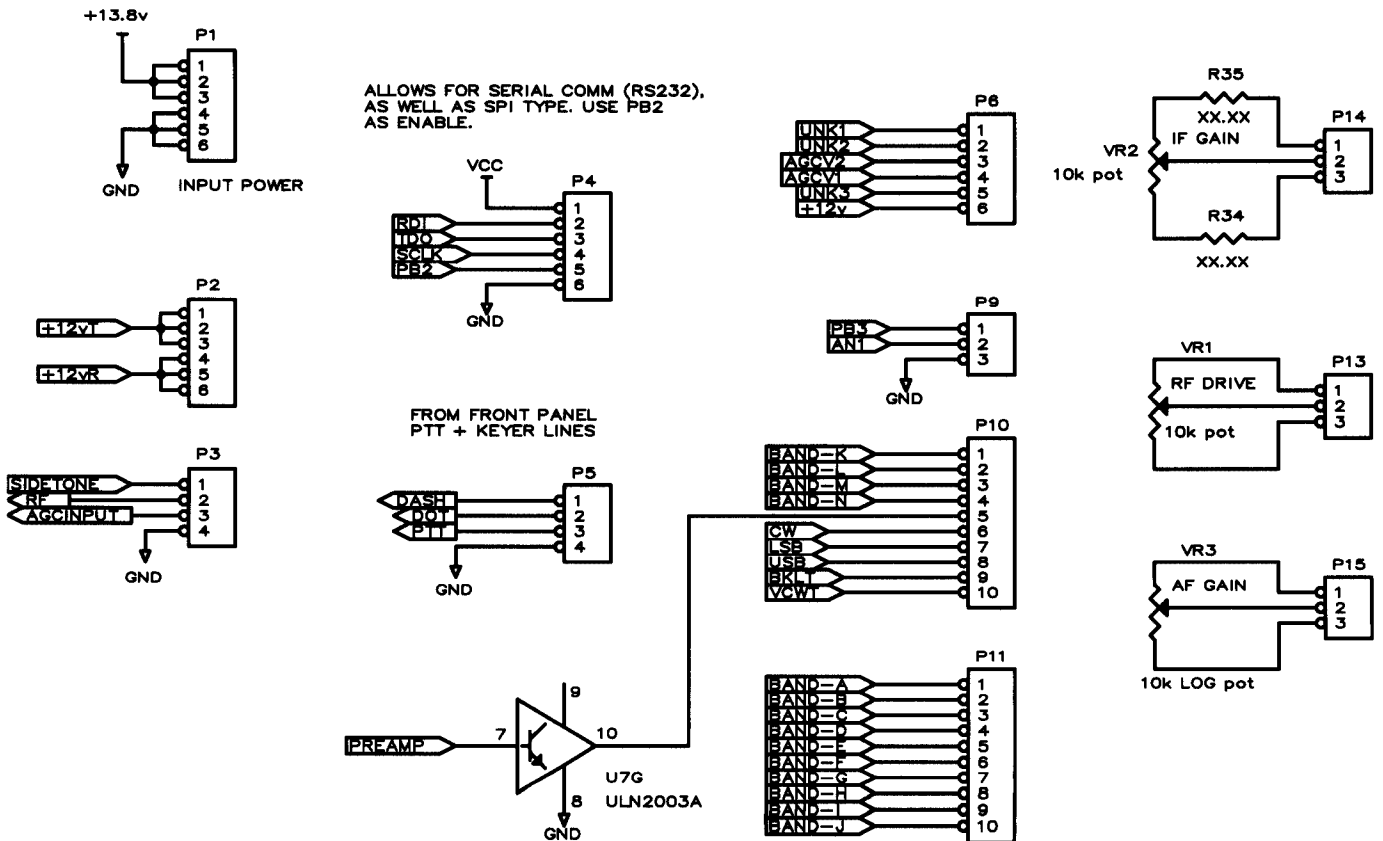 +13.8v
P1
1
2
3
4
5
6
GND
INPUT POWER
P2
+12vT
+12vR
1
2
3
4
5
6
P3
SIDETONE
RF
AGCINPUT
1
2
3
4
GND
ALLOWS FOR SERIAL COMM (RS232),
AS WELL AS SPI TYPE. USE PB2
AS ENABLE.
VCC
P4
RDI
TDO
SCLK
PB2
1
2
3
4
5
6
GND
FROM FRONT PANEL
PTT + KEYER LINES
P5
DASH
DOT
PTT
1
2
3
4
GND
PREAMP
7
9
10
8
U7G
ULN2003A
GND
P6
UNK1
UNK2
AGCV2
AGCV1
UNK3
+12v
1
2
3
4
5
6
P9
PB3
AN1
1
2
3
GND
P10
BAND-K
BAND-L
BAND-M
BAND-N
CW
LSB
USB
BKLT
VCWT
1
2
3
4
5
6
7
8
9
10
P11
BAND-A
BAND-B
BAND-C
BAND-D
BAND-E
BAND-F
BAND-G
BAND-H
BAND-I
BAND-J
1
2
3
4
5
6
7
8
9
10
R35
XX.XX
P14
VR2
IF GAIN
10k pot
1
2
3
R34
XX.XX
VR1
P13
RF DRIVE
10k pot
1
2
3
VR3
P15
AF GAIN
1
2
3
10k LOG pot